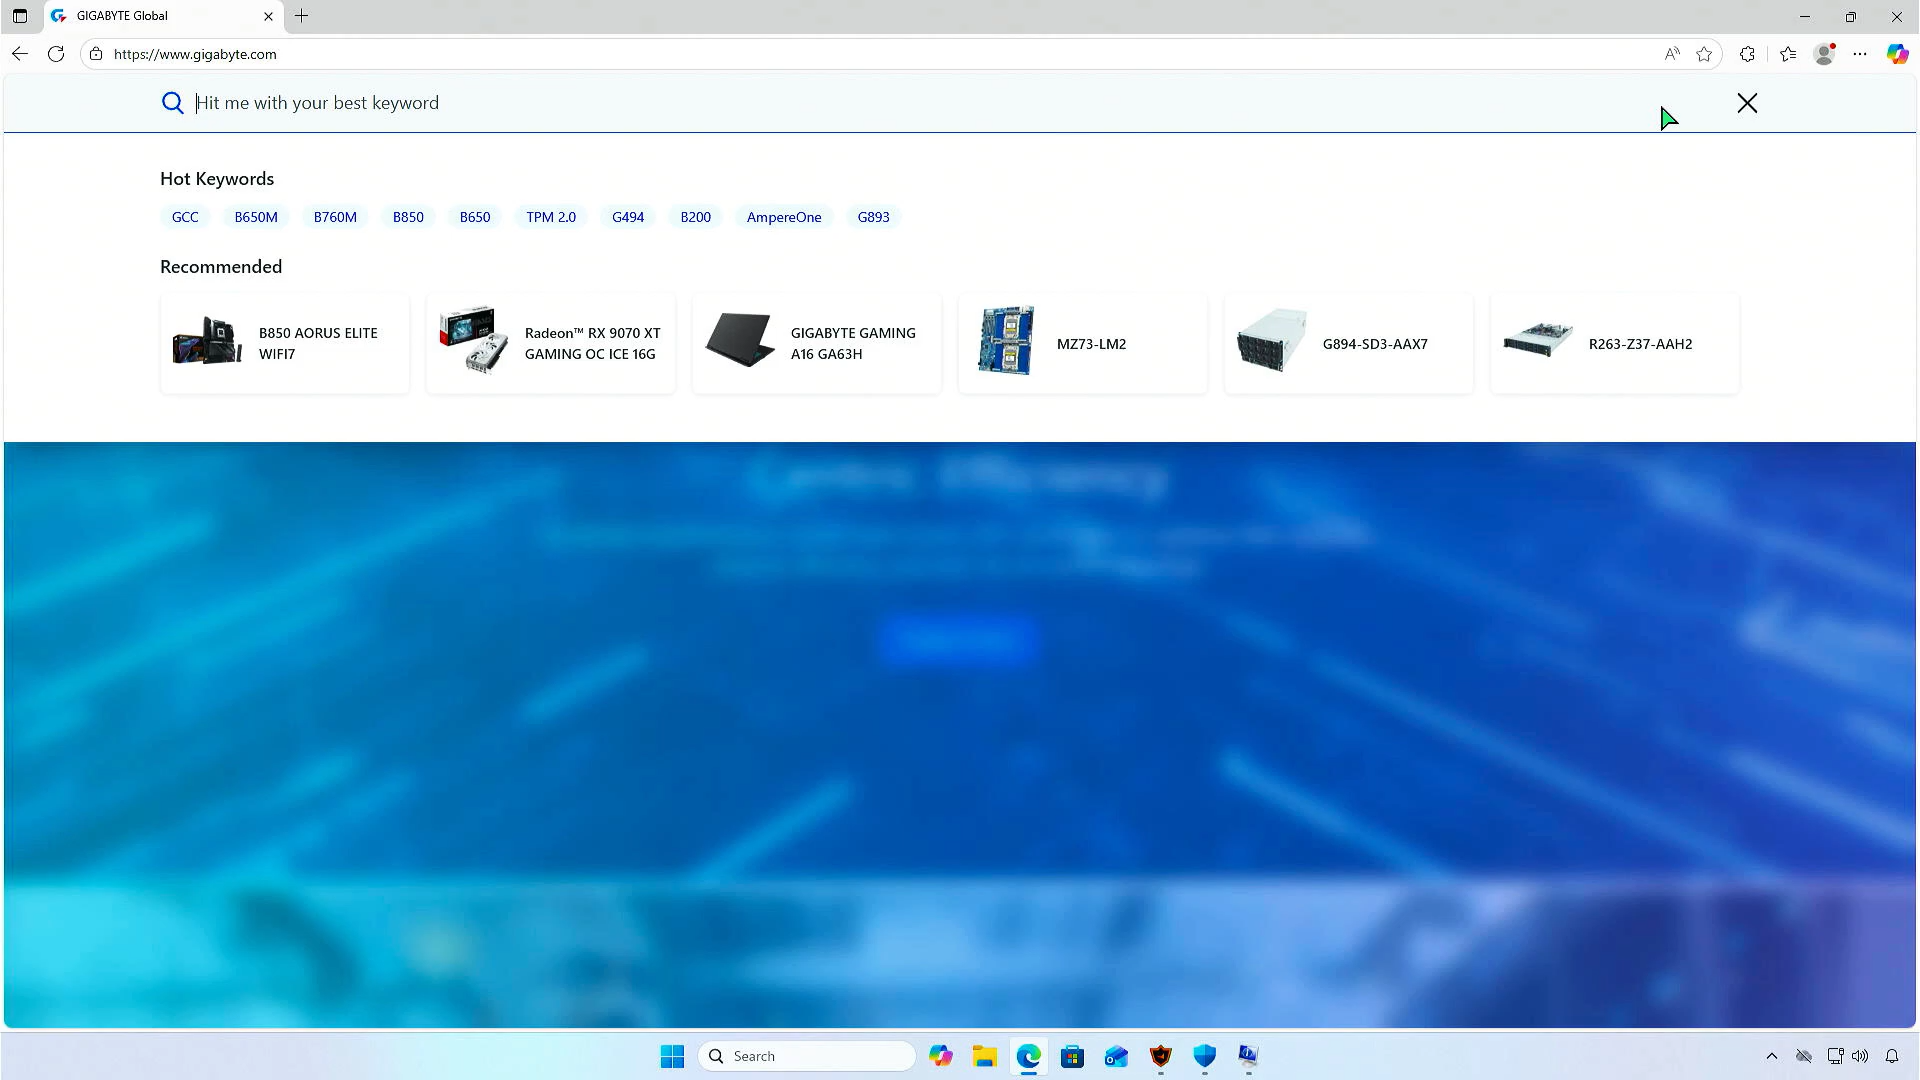 GIGABYTE Global
https://www.gigabyte.com
Hit me with your best keyword
Hot Keywords
GCC B650M B760M B850 B650 TPM 2.0 G494 B200 AmpereOne G893
Recommended
B850 AORUS ELITE
WIFI7
Radeon™ RX 9070 XT
GAMING OC ICE 16G
GIGABYTE GAMING
A16 GA63H
MZ73-LM2
G894-SD3-AAX7
R263-Z37-AAH2
Centric Efficiency
Search